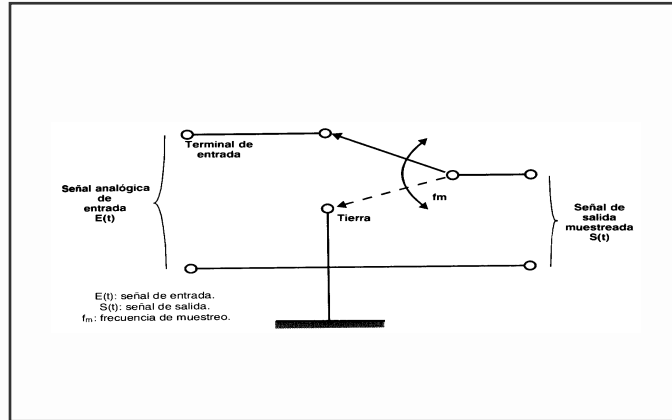 Terminal de
entrada
Señal analógica
de
entrada
E(t)
fm
Tierra
Señal de
salida
muestreada
S(t)
E(t): señal de entrada.
S(t): señal de salida.
fm: frecuencia de muestreo.